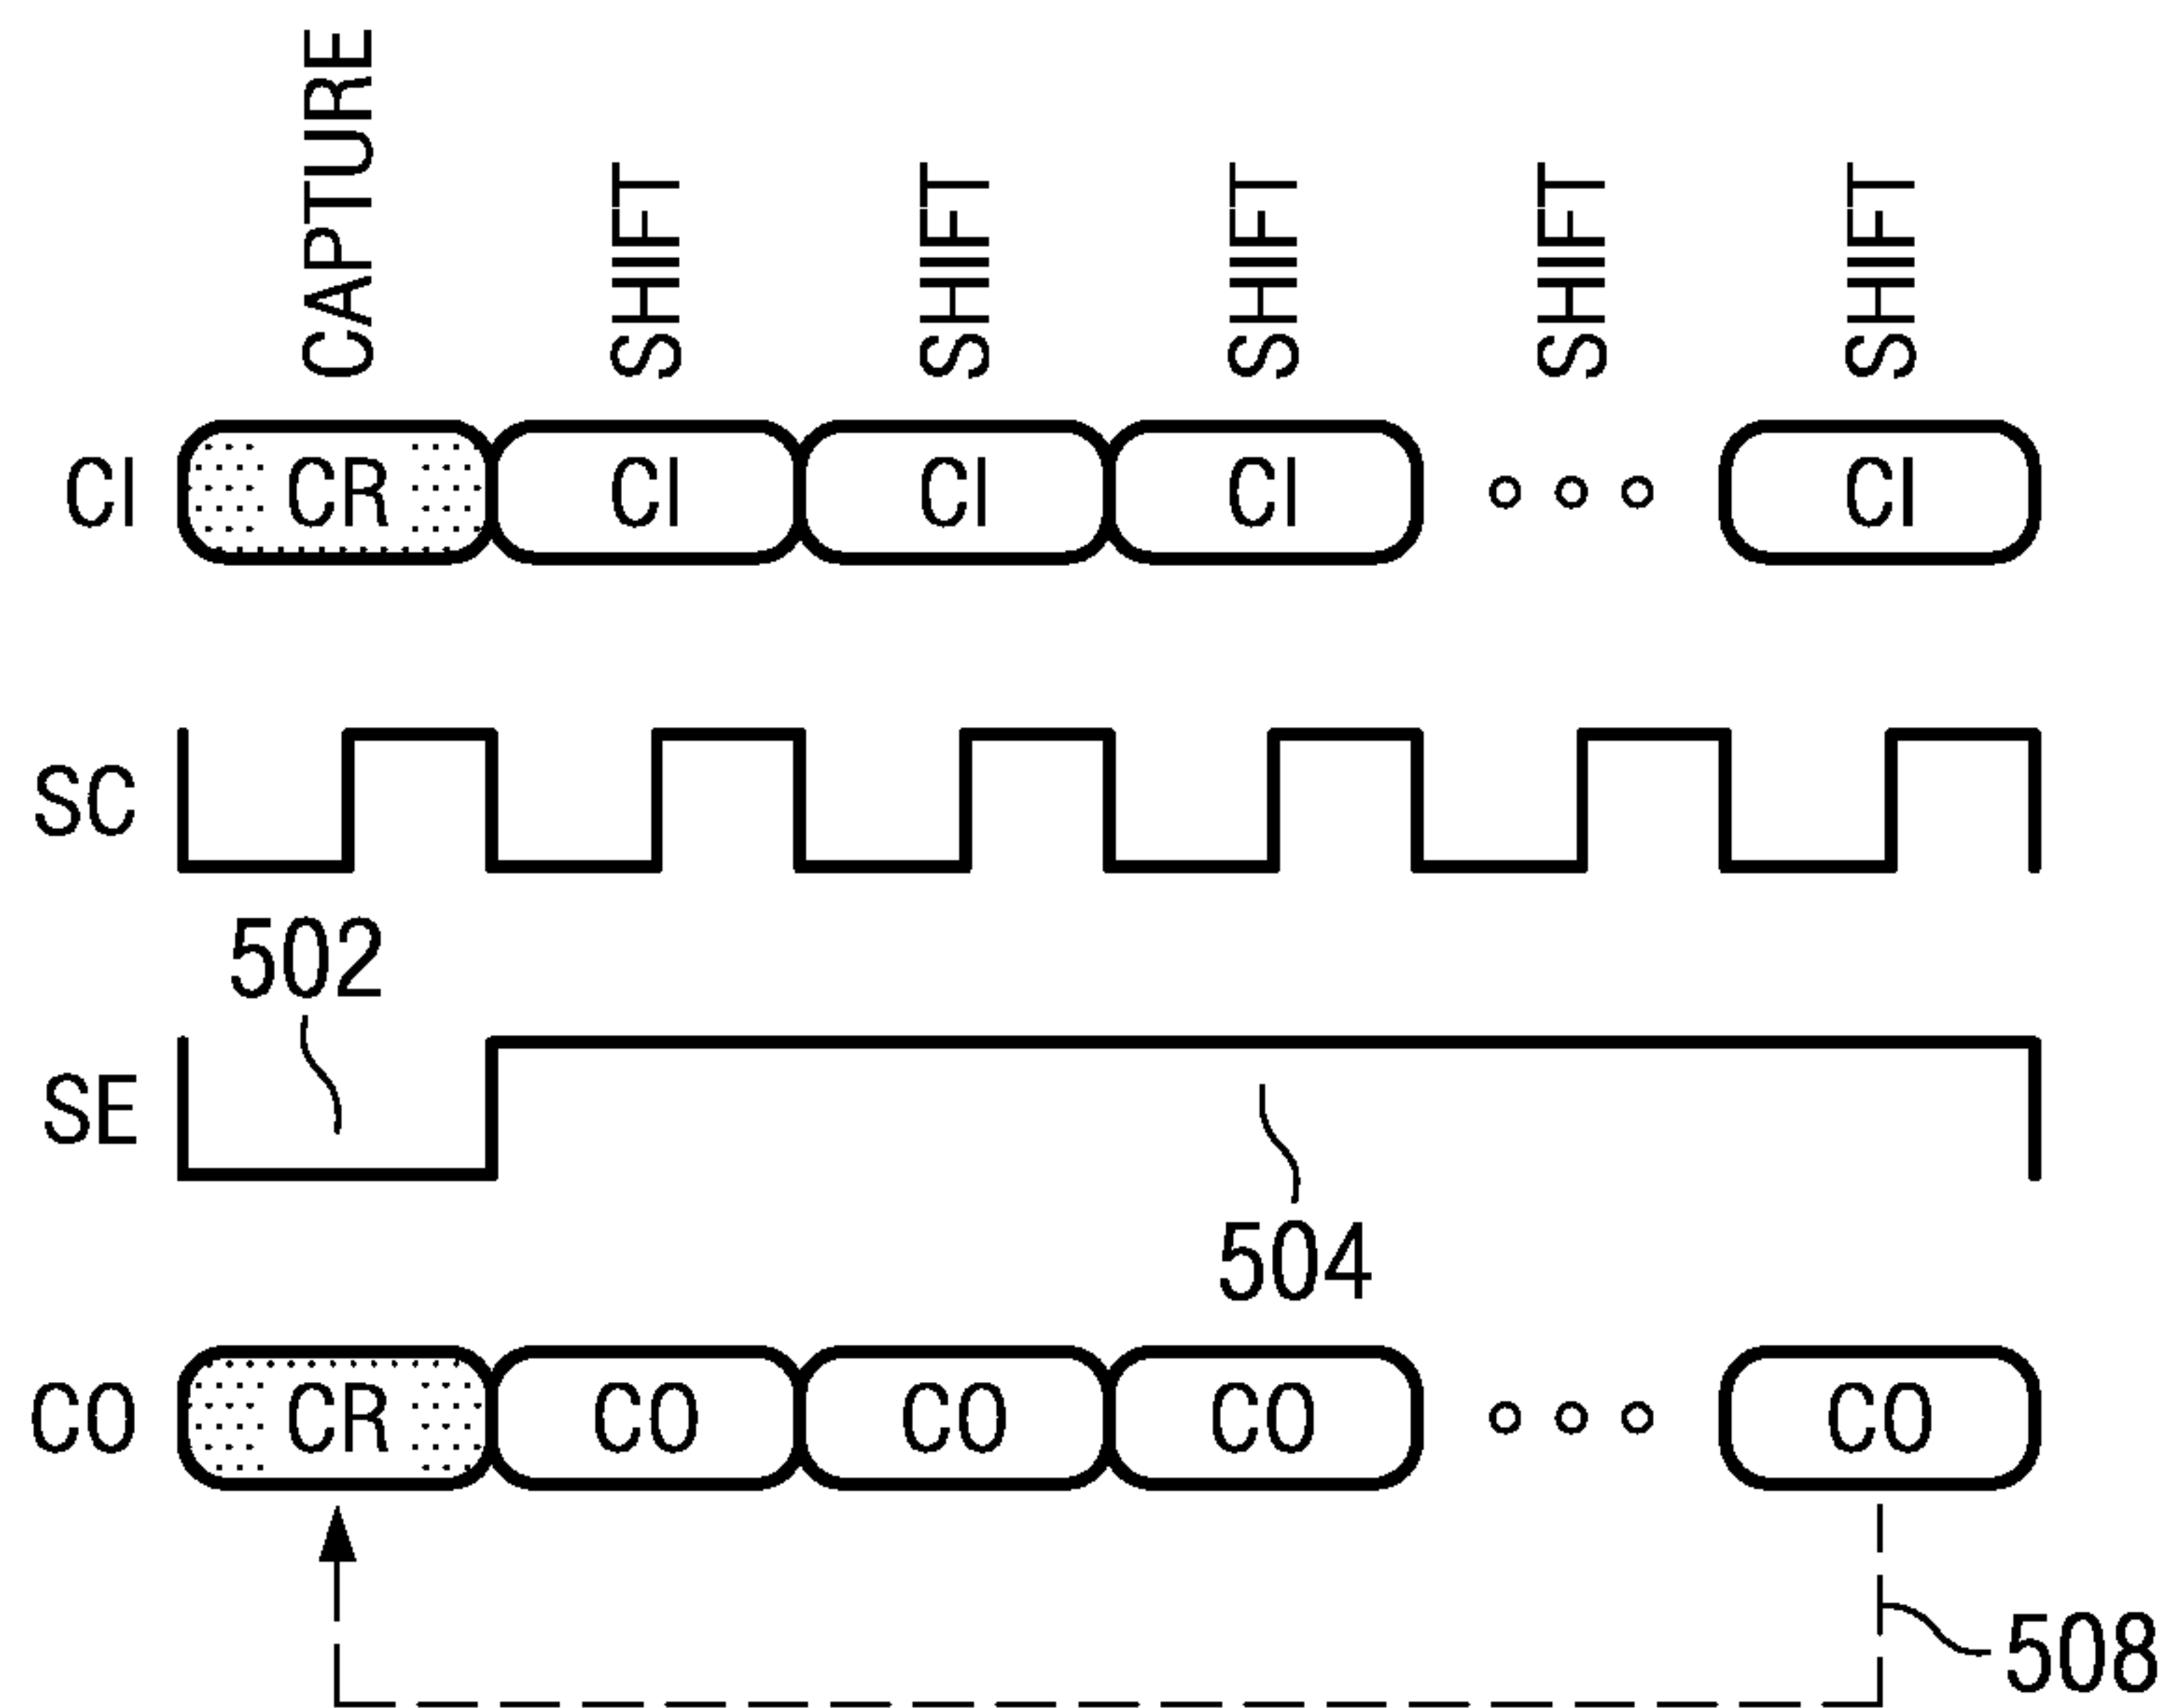 CAPTURE SHIFT SHIFT SHIFT SHIFT SHIFT
CI CR CI CI CI CI
SC
502
SE
504
CO CR CO CO CO CO
508